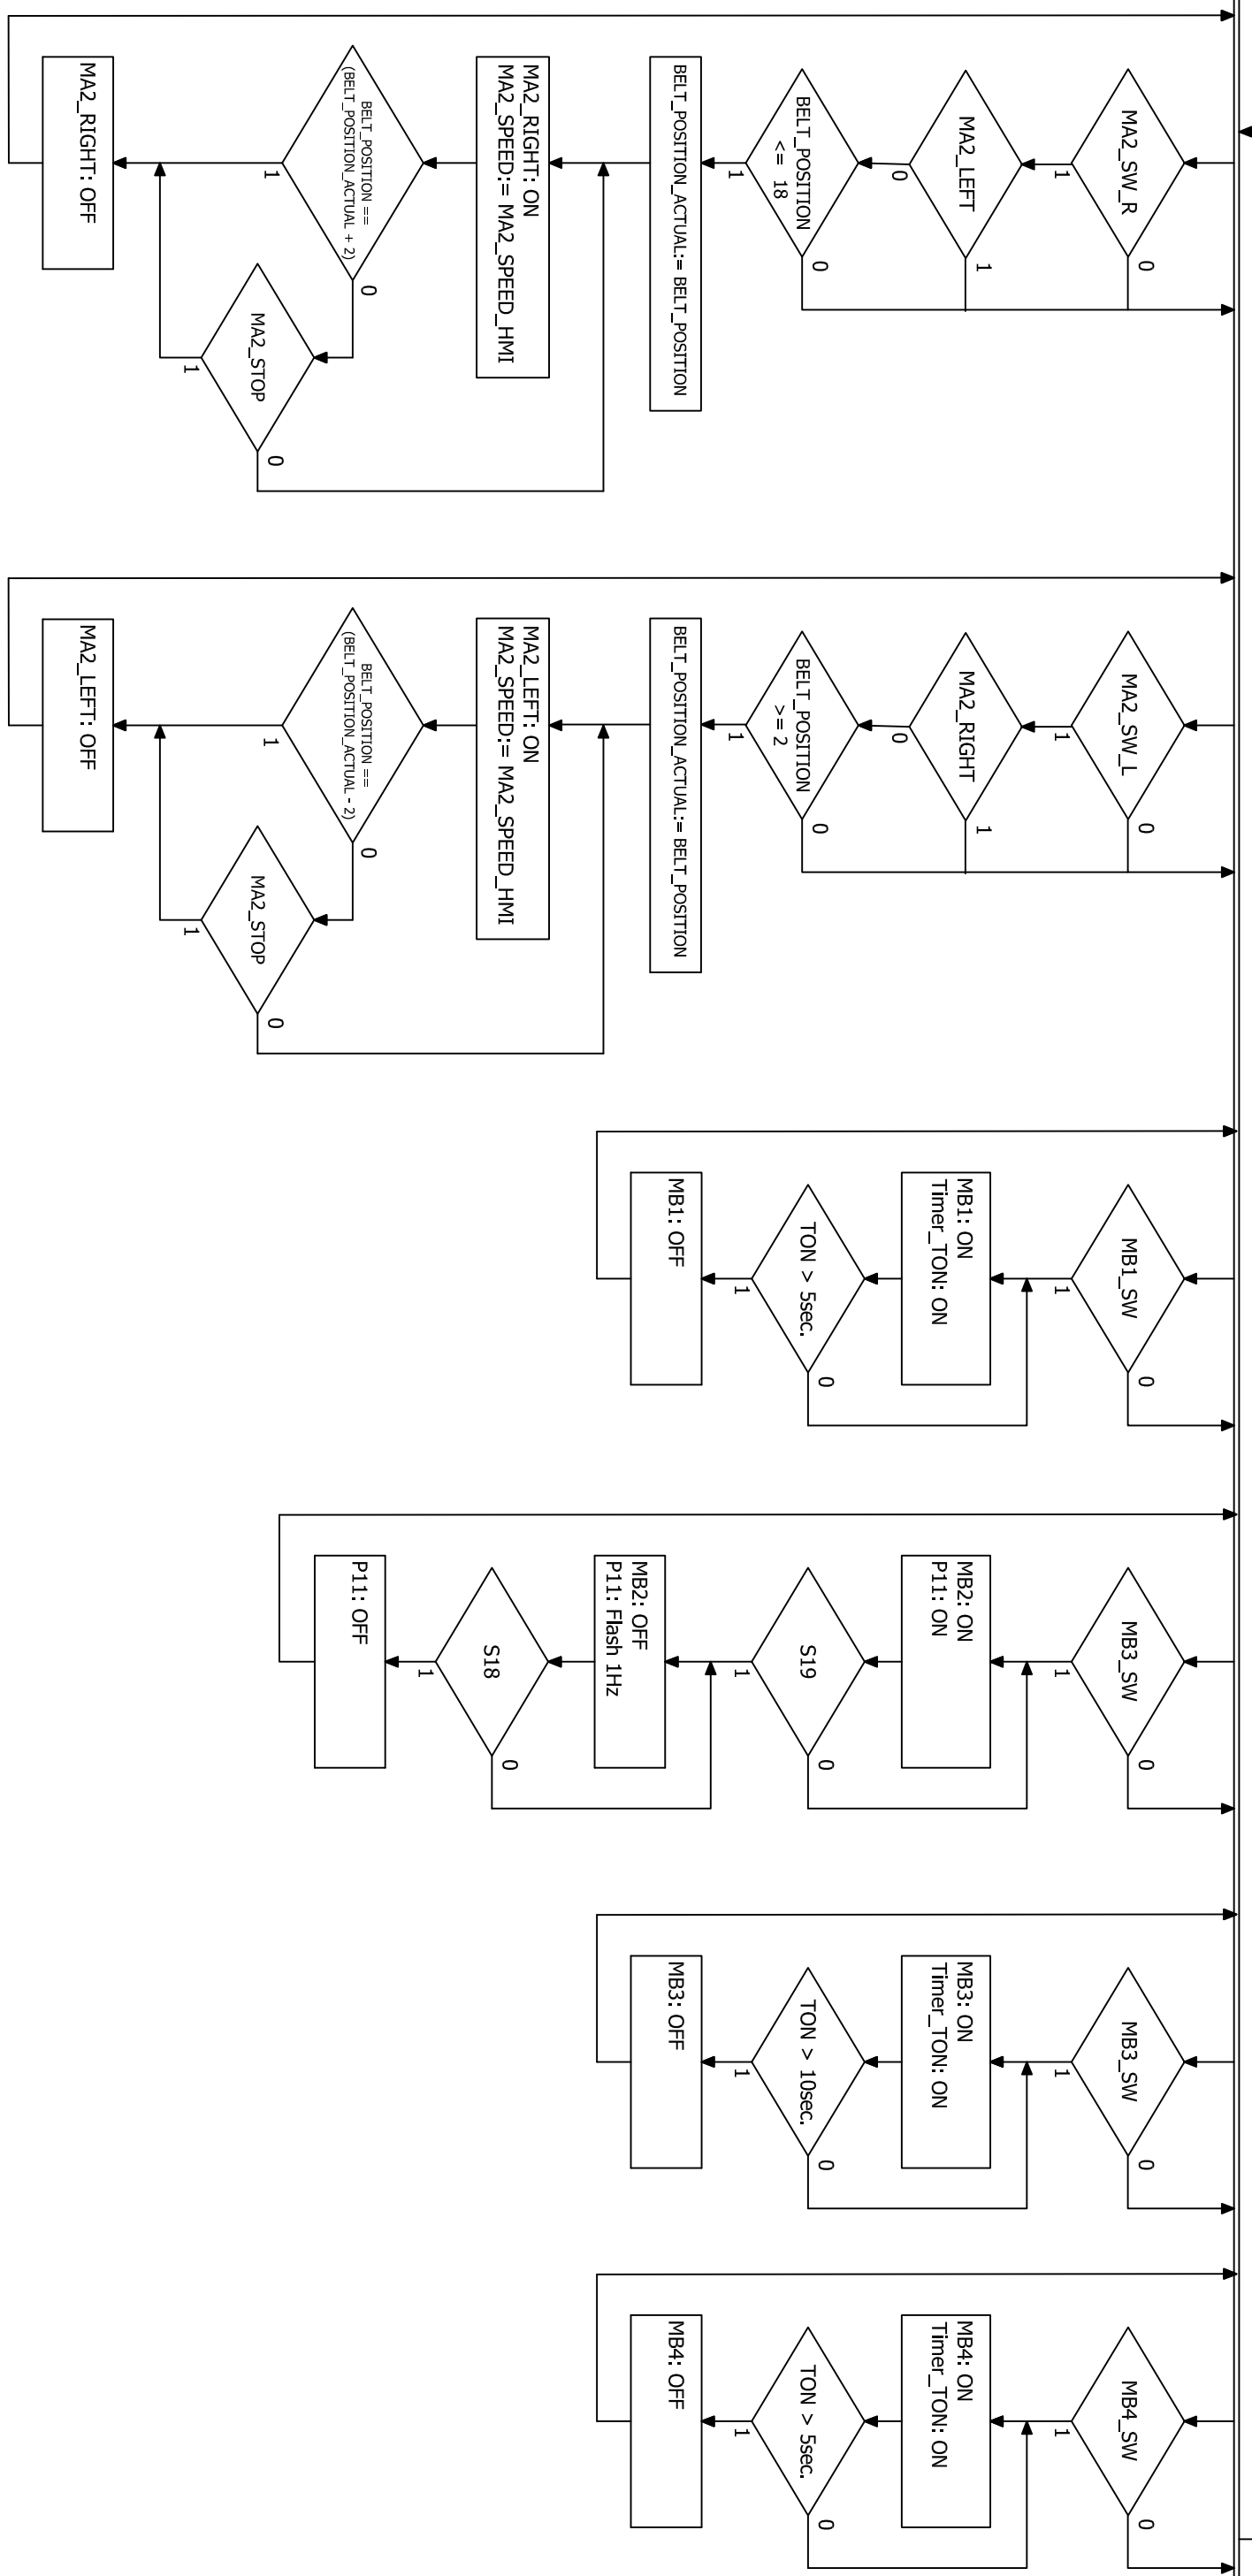 MA2_SW_R
0
1
MA2_LEFT
1
0
BELT_POSITION
<= 18
0
1
BELT_POSITION_ACTUAL:= BELT_POSITION
MA2_RIGHT: ON
MA2_SPEED:= MA2_SPEED_HMI
BELT_POSITION ==
(BELT_POSITION_ACTUAL + 2)
0
1
MA2_STOP
0
1
MA2_RIGHT: OFF
MA2_SW_L
0
1
MA2_RIGHT
1
0
BELT_POSITION
>= 2
0
1
BELT_POSITION_ACTUAL:= BELT_POSITION
MA2_LEFT: ON
MA2_SPEED:= MA2_SPEED_HMI
BELT_POSITION ==
(BELT_POSITION_ACTUAL - 2)
0
1
MA2_STOP
0
1
MA2_LEFT: OFF
MB1_SW
0
1
MB1: ON
Timer_TON: ON
TON > 5sec.
0
1
MB1: OFF
MB3_SW
0
1
MB2: ON
P11: ON
S19
0
1
MB2: OFF
P11: Flash 1Hz
S18
0
1
P11: OFF
MB3_SW
0
1
MB3: ON
Timer_TON: ON
TON > 10sec.
0
1
MB3: OFF
MB4_SW
0
1
MB4: ON
Timer_TON: ON
TON > 5sec.
0
1
MB4: OFF